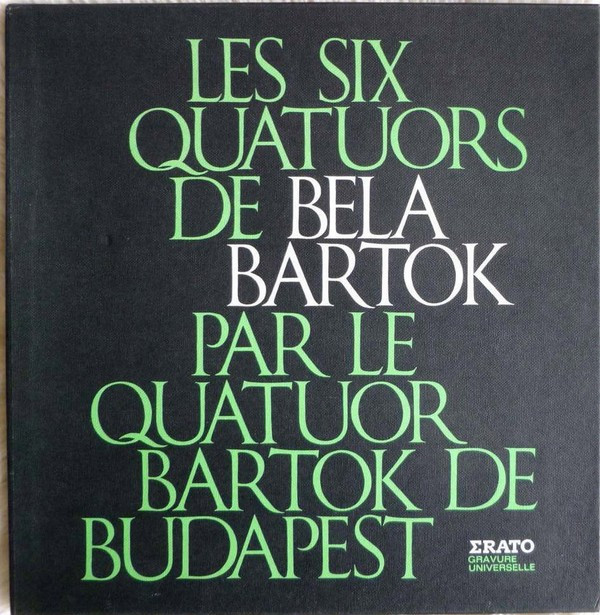 LES SIX
QUATUORS
DE BELA
BARTOK
PAR LE
QUATUOR
BARTOK DE
BUDAPEST
ΣRATO
GRAVURE
UNIVERSELLE